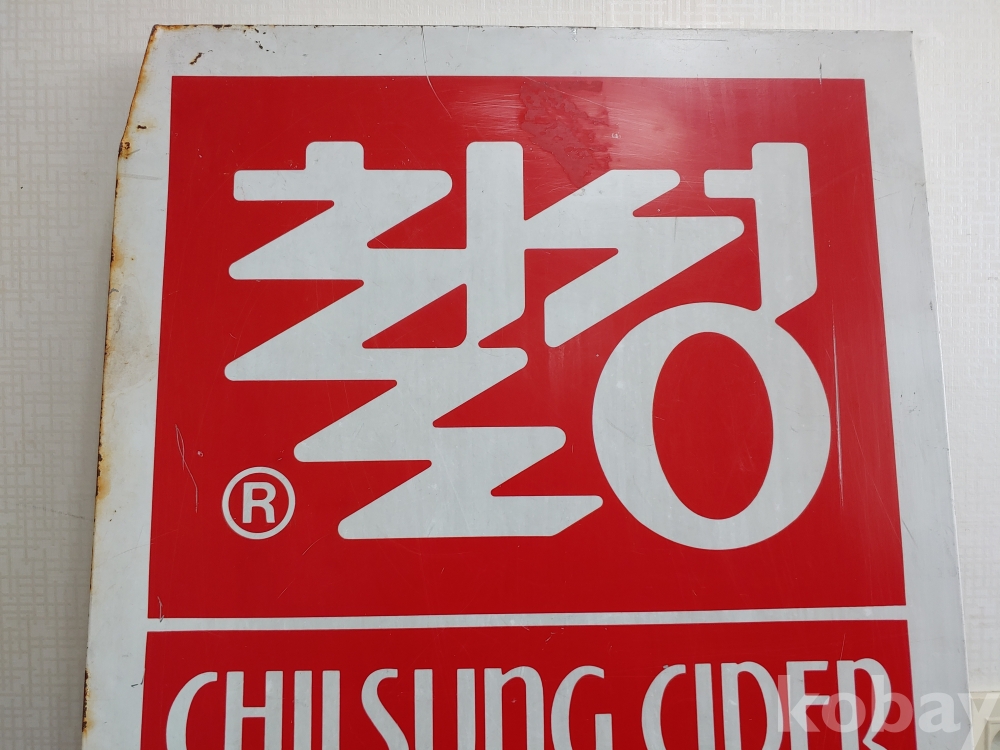 칠성
®
CHILSUNG CIDER
kobay